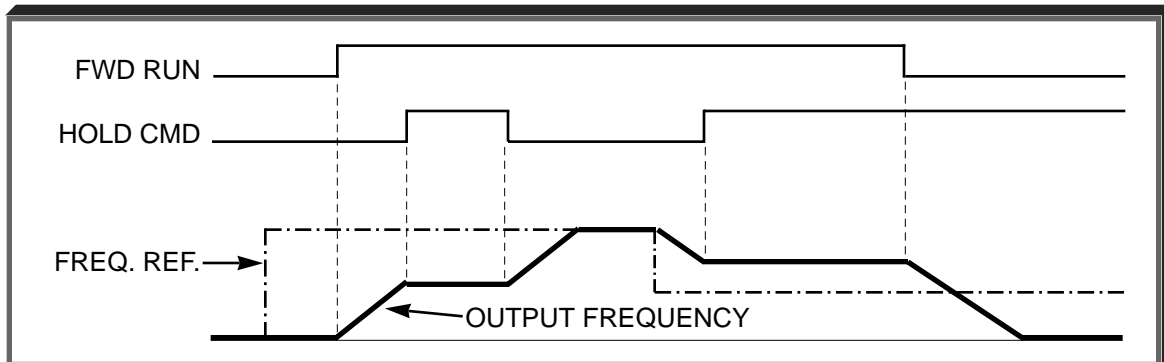 FWD RUN
HOLD CMD
FREQ. REF.
OUTPUT FREQUENCY